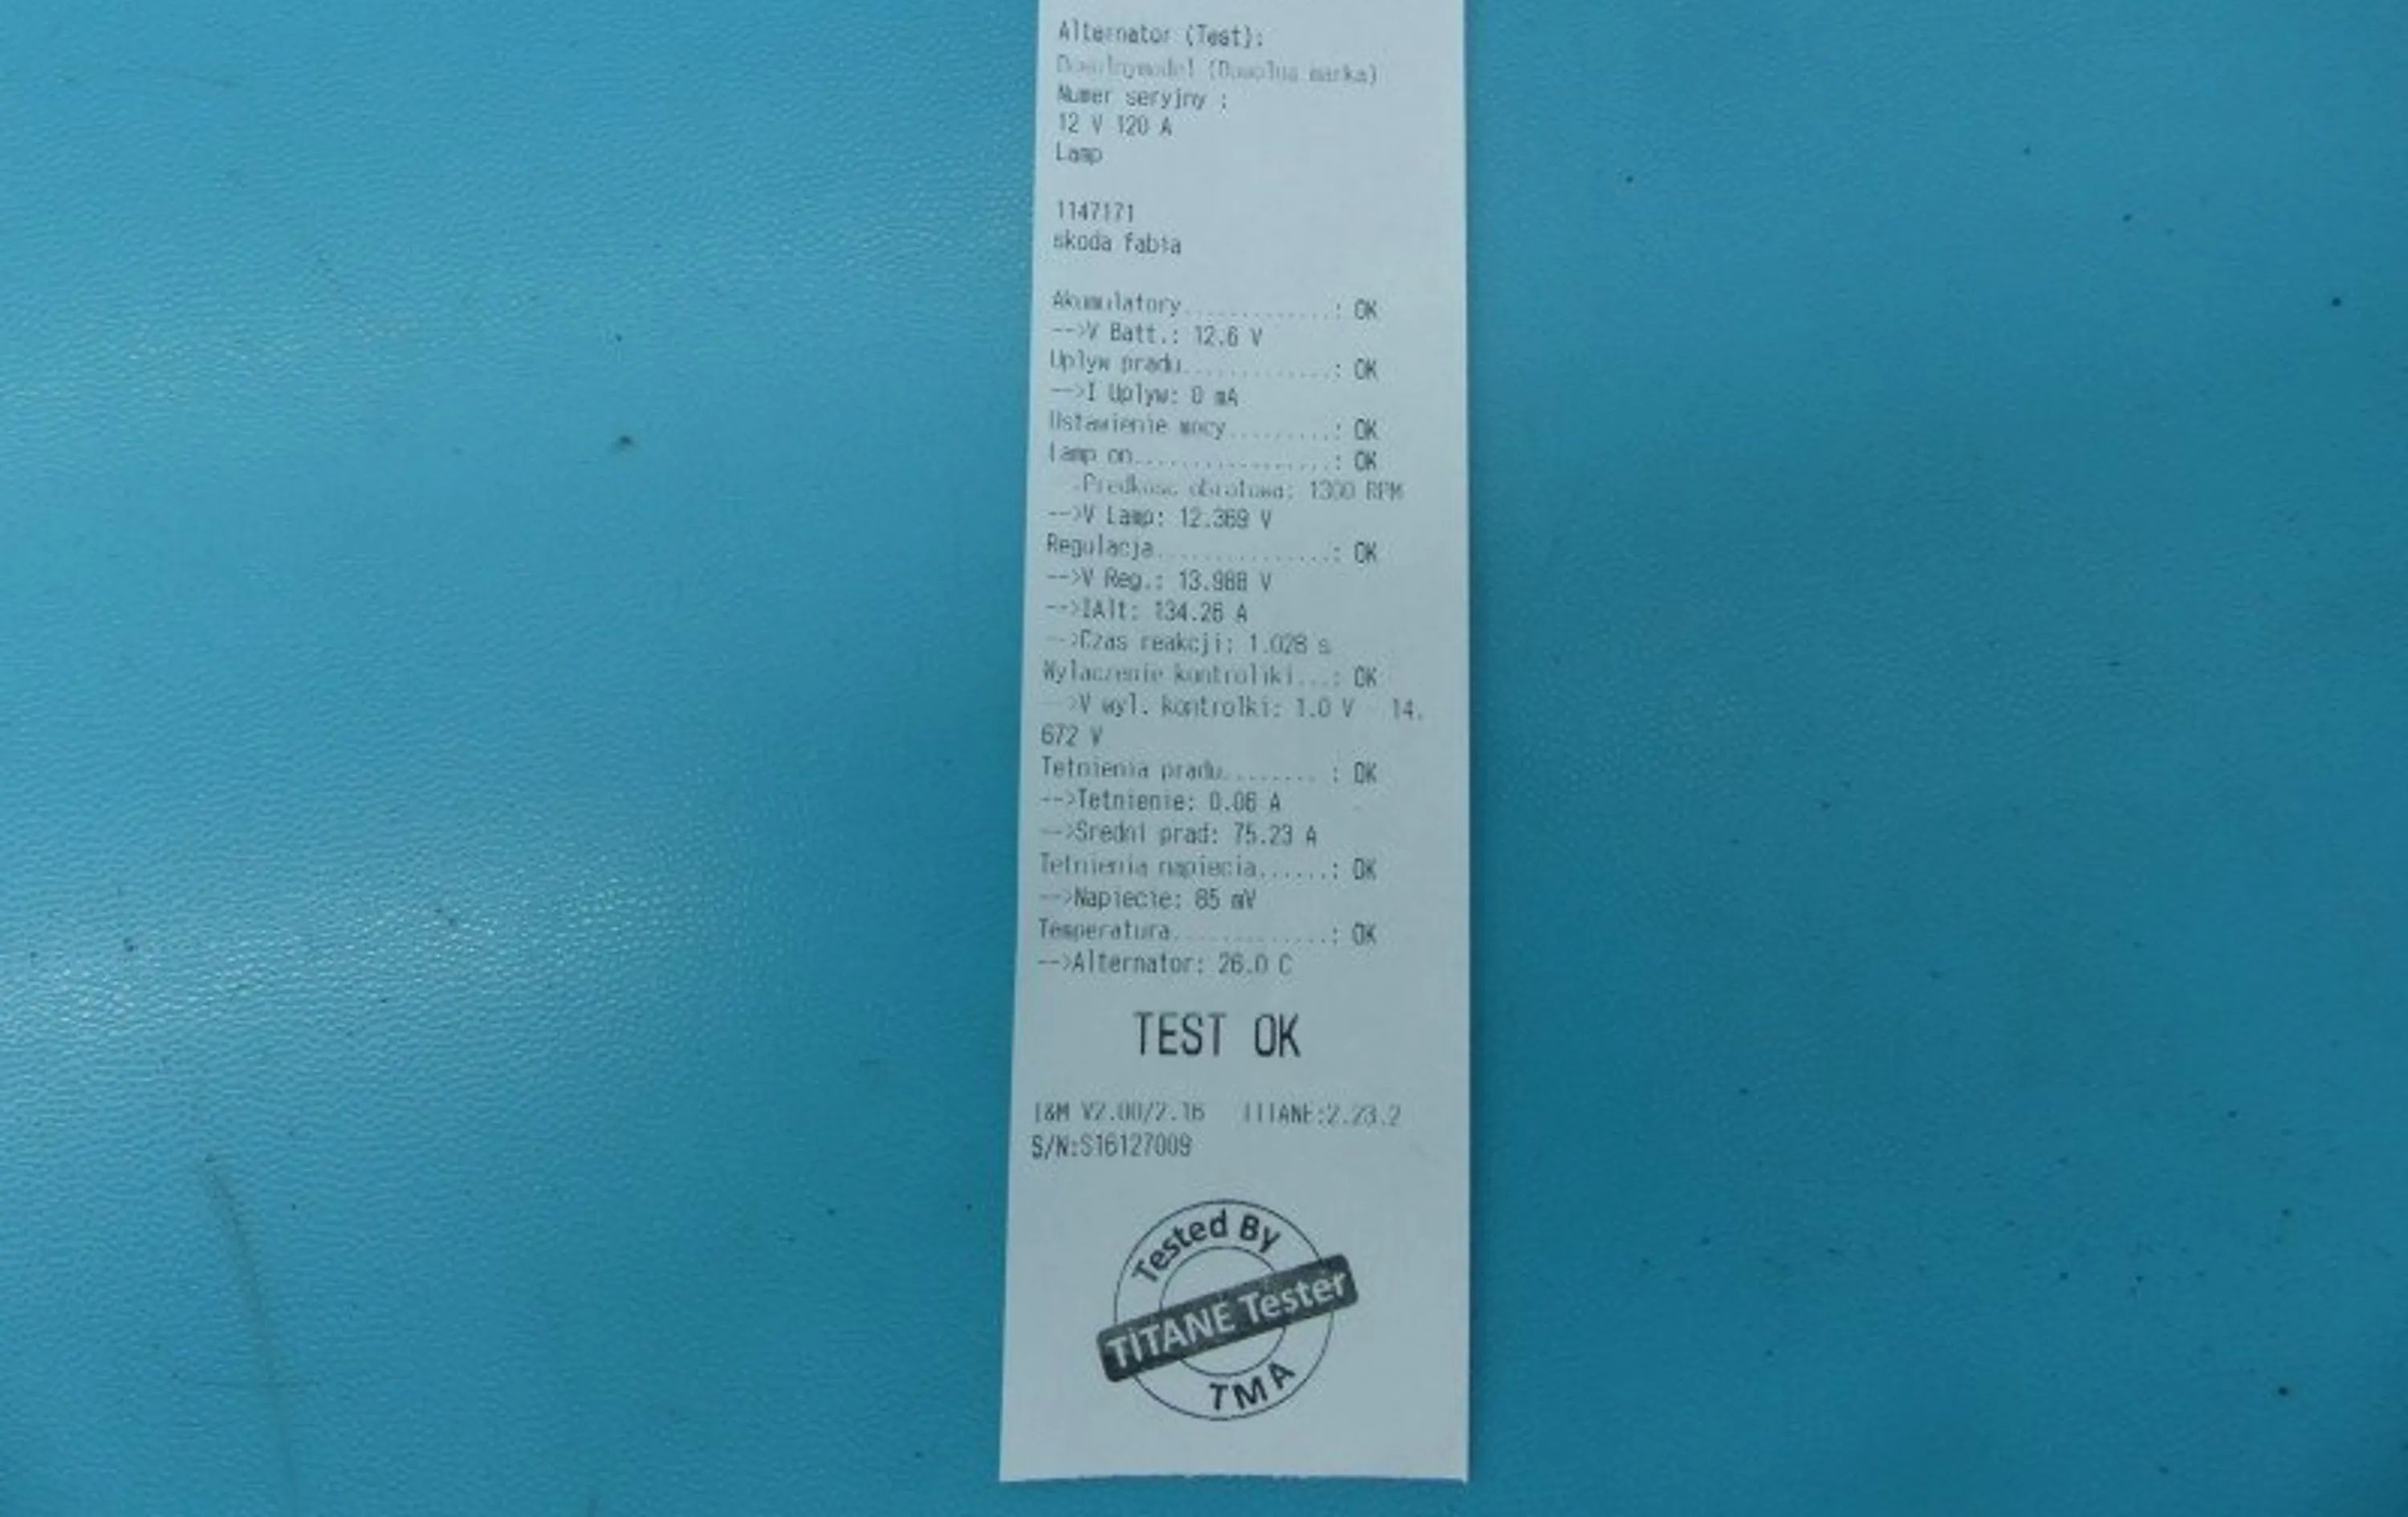 Alternator (Test):
(Dowolna marka)
Numer seryjny :
12 V 120 A
Lamp
1147171
skoda fabia
Akumulatory.............: OK
-->V Batt.: 12.6 V
Uplyw pradu.............: OK
-->I Uplyw: 0 mA
Ustawienie mocy.........: OK
Lamp on.................: OK
-->Predkosc obrotowa: 1300 RPM
-->V Lamp: 12.369 V
Regulacja...............: OK
-->V Reg.: 13.988 V
-->IAlt: 134.26 A
-->Czas reakcji: 1.028 s
Wylaczenie kontrolki...: OK
-->V wyl. kontrolki: 1.0 V - 14.
672 V
Tetnienia pradu........ : OK
-->Tetnienie: 0.06 A
-->Sredni prad: 75.23 A
Tetnienia napiecia......: OK
-->Napiecie: 85 mV
Temperatura.............: OK
-->Alternator: 26.0 C
TEST OK
I&M V2.00/2.16 TITANE:2.23.2
S/N:S16127009
Tested By
TITANE Tester
TMA